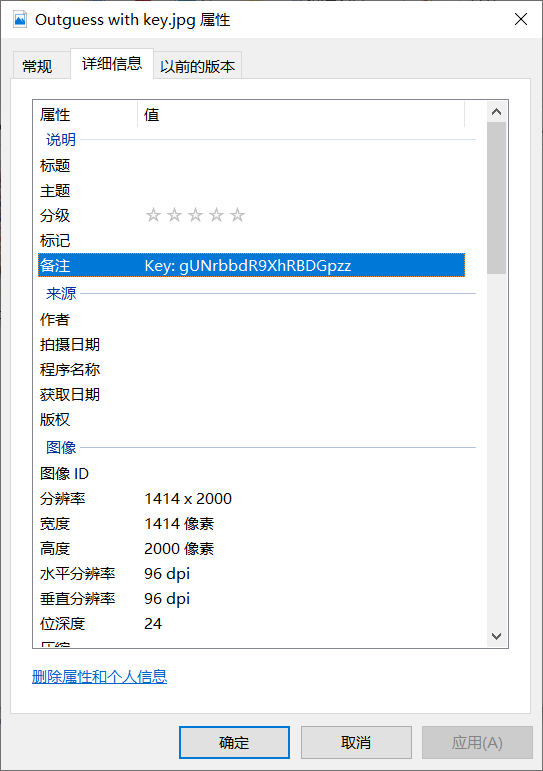 Outguess with key.jpg 属性
常规 详细信息 以前的版本
属性 值
说明
标题
主题
分级
标记
备注 Key: gUNrbbdR9XhRBDGpzz
来源
作者
拍摄日期
程序名称
获取日期
版权
图像
图像 ID
分辨率 1414 x 2000
宽度 1414 像素
高度 2000 像素
水平分辨率 96 dpi
垂直分辨率 96 dpi
位深度 24
删除属性和个人信息
确定 取消 应用(A)